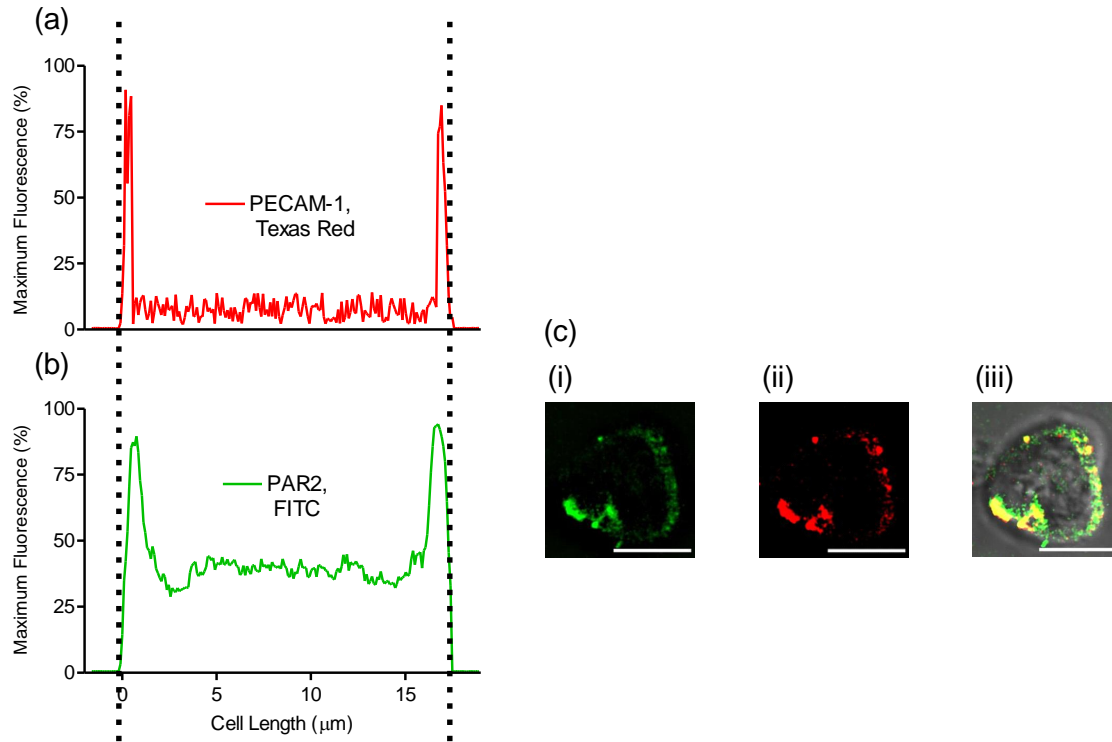 (a)
Maximum Fluorescence (%)
100
75
50
25
0
PECAM-1,
Texas Red
(b)
Maximum Fluorescence (%)
100
75
50
25
0
PAR2,
FITC
0 5 10 15
Cell Length (μm)
(c)
(i) (ii) (iii)